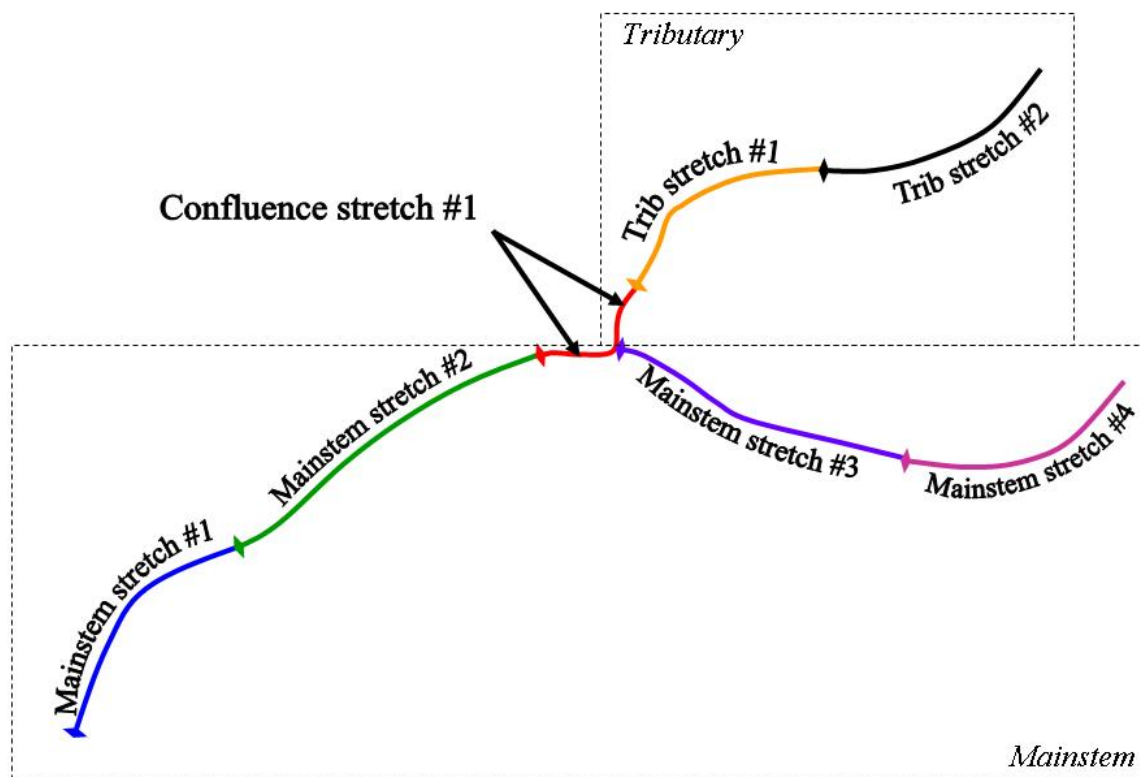 Tributary
Trib stretch #1
Trib stretch #2
Confluence stretch #1
Mainstem stretch #2
Mainstem stretch #3
Mainstem stretch #4
Mainstem stretch #1
Mainstem